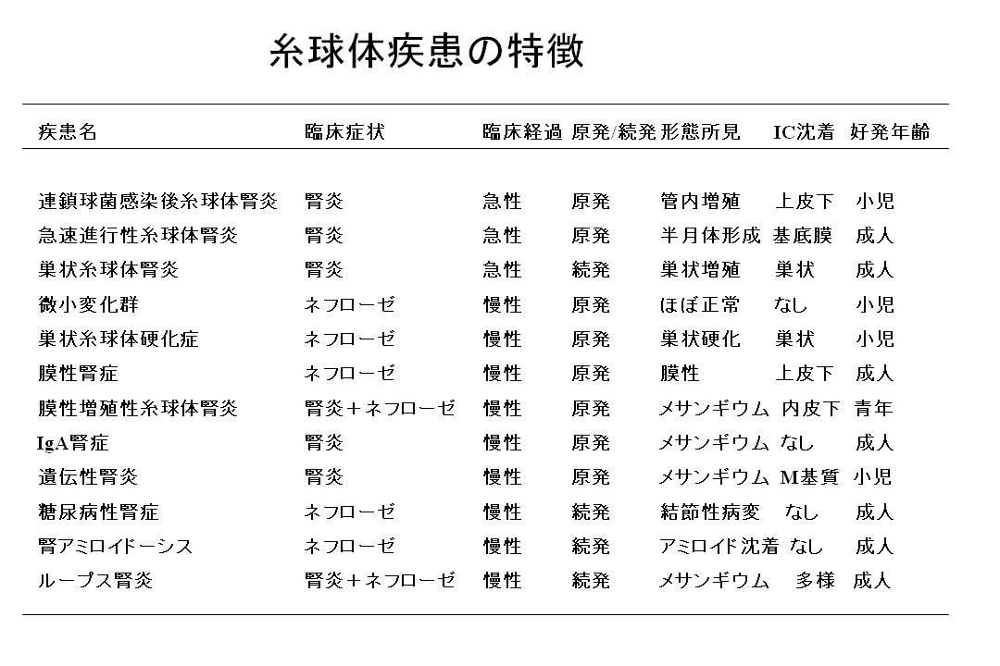 糸球体疾患の特徴
疾患名 臨床症状 臨床経過 原発/続発 形態所見 IC沈着 好発年齢
連鎖球菌感染後糸球体腎炎 腎炎 急性 原発 管内増殖 上皮下 小児
急速進行性糸球体腎炎 腎炎 急性 原発 半月体形成 基底膜 成人
巣状糸球体腎炎 腎炎 急性 続発 巣状増殖 巣状 成人
微小変化群 ネフローゼ 慢性 原発 ほぼ正常 なし 小児
巣状糸球体硬化症 ネフローゼ 慢性 原発 巣状硬化 巣状 小児
膜性腎症 ネフローゼ 慢性 原発 膜性 上皮下 成人
膜性増殖性糸球体腎炎 腎炎＋ネフローゼ 慢性 原発 メサンギウム 内皮下 青年
IgA腎症 腎炎 慢性 原発 メサンギウム なし 成人
遺伝性腎炎 腎炎 慢性 原発 メサンギウム M基質 小児
糖尿病性腎症 ネフローゼ 慢性 続発 結節性病変 なし 成人
腎アミロイドーシス ネフローゼ 慢性 続発 アミロイド沈着 なし 成人
ループス腎炎 腎炎＋ネフローゼ 慢性 続発 メサンギウム 多様 成人